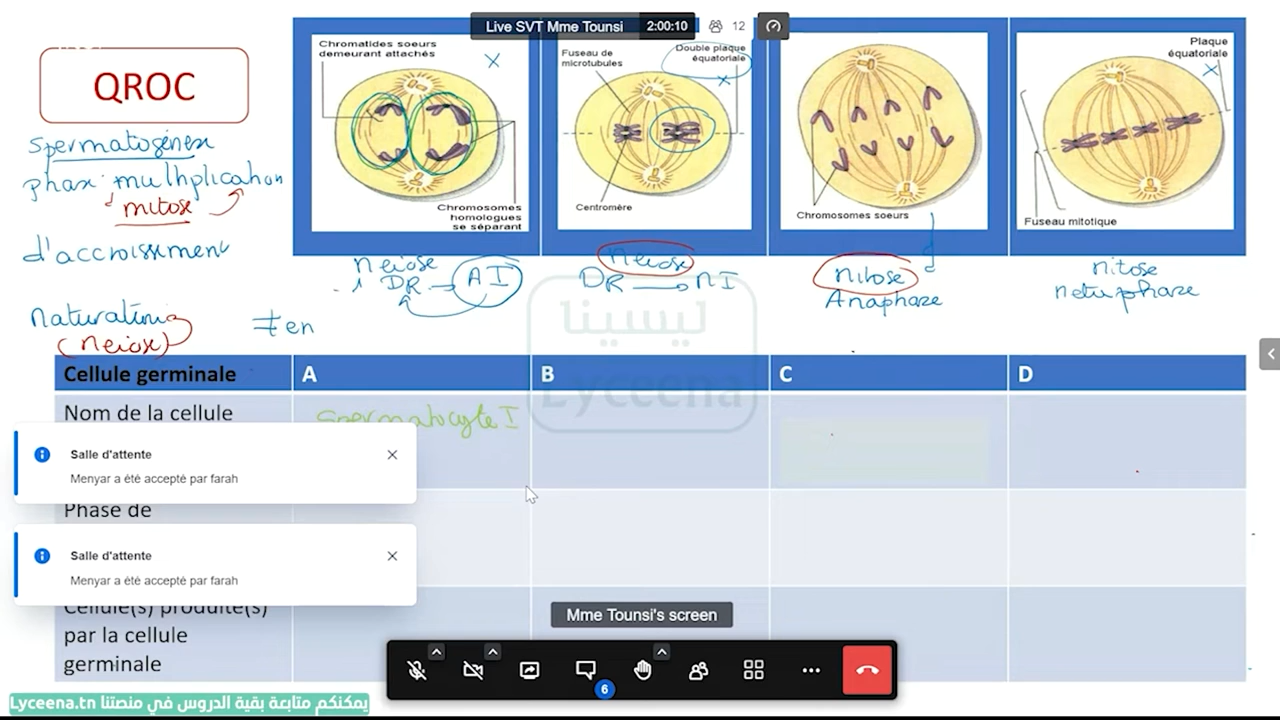 Live SVT Mme Tounsi 2:00:10 12
QROC
Chromatides soeurs
demeurant attachés
Chromosomes
homologues
se séparant
Fuseau de
microtubules
Double plaque
équatoriale
Centromère
Chromosomes soeurs
Plaque
équatoriale
Fuseau mitotique
spermatogénèse
phase multiplication
mitose
d'accroissement
Maturation
(Meiose)
≠ en
Meiose
DR → AI
Meiose
DR → MI
Mitose
Anaphase
Mitose
Metaphase
ليسينا
Lyceena
Cellule germinale A B C D
Nom de la cellule
spermatocyte I
Salle d'attente
Menyar a été accepté par farah
Phase de
Salle d'attente
Menyar a été accepté par farah
Cellule(s) produite(s)
par la cellule
germinale
Mme Tounsi's screen
6
يمكنكم متابعة بقية الدروس في منصتنا Lyceena.tn